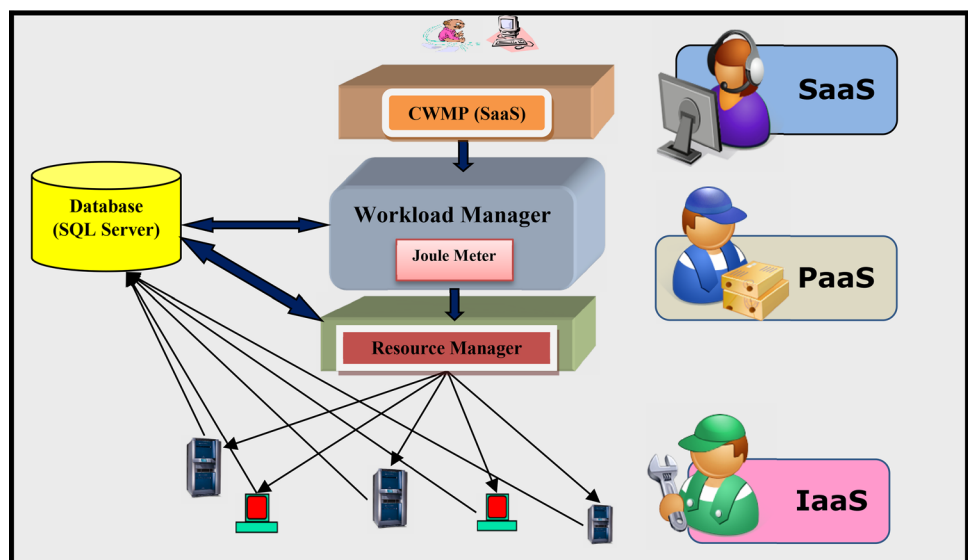 CWMP (SaaS)
SaaS
Database
(SQL Server)
Workload Manager
Joule Meter
PaaS
Resource Manager
IaaS